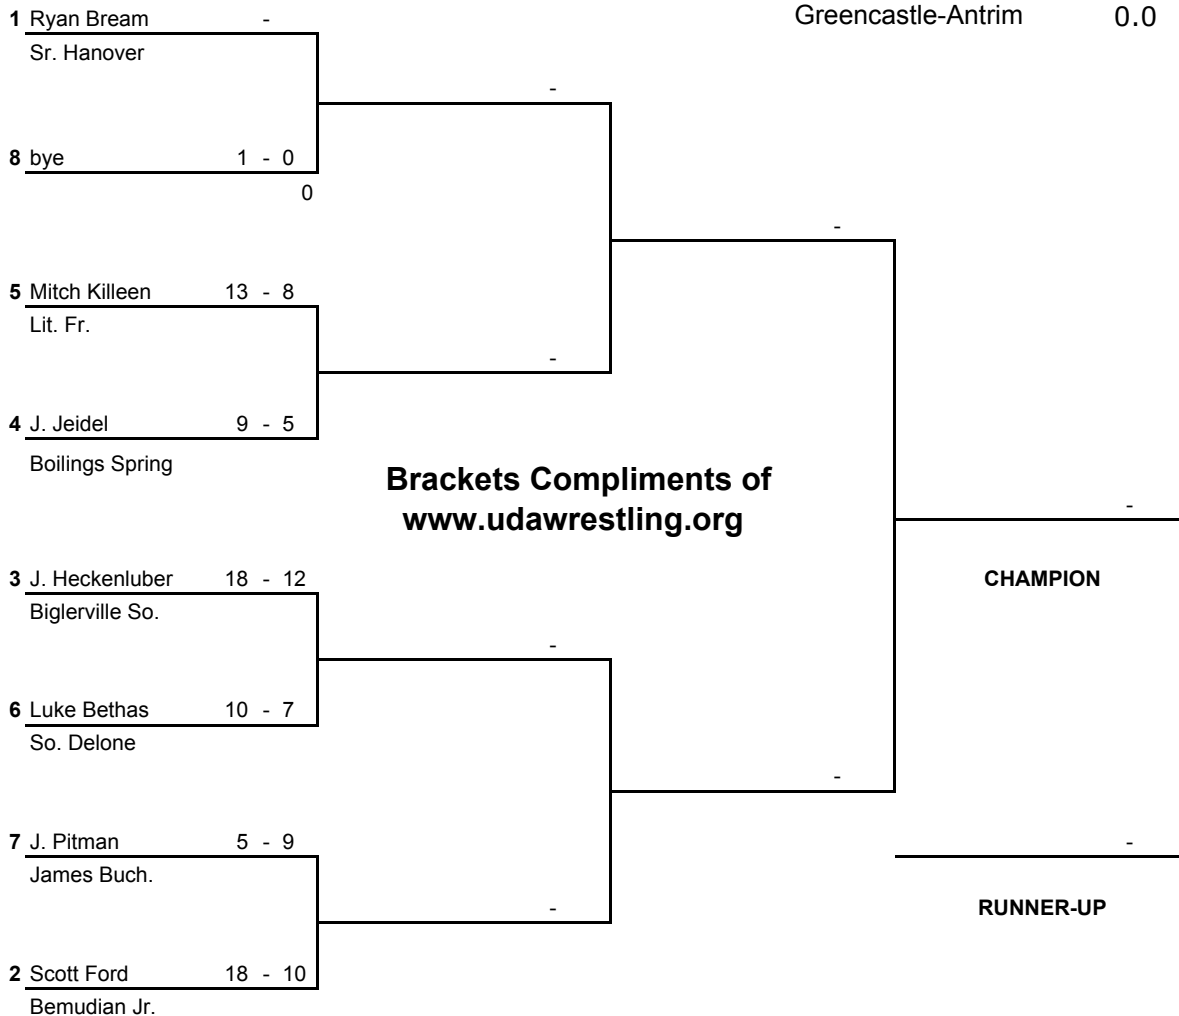 1 Ryan Bream -
Greencastle-Antrim 0.0
Sr. Hanover
-
8 bye 1 - 0
0
-
5 Mitch Killeen 13 - 8
Lit. Fr.
-
4 J. Jeidel 9 - 5
Boilings Spring
Brackets Compliments of
www.udawrestling.org
-
3 J. Heckenluber 18 - 12
CHAMPION
Biglerville So.
-
6 Luke Bethas 10 - 7
So. Delone
-
7 J. Pitman 5 - 9
-
James Buch.
-
RUNNER-UP
2 Scott Ford 18 - 10
Bemudian Jr.